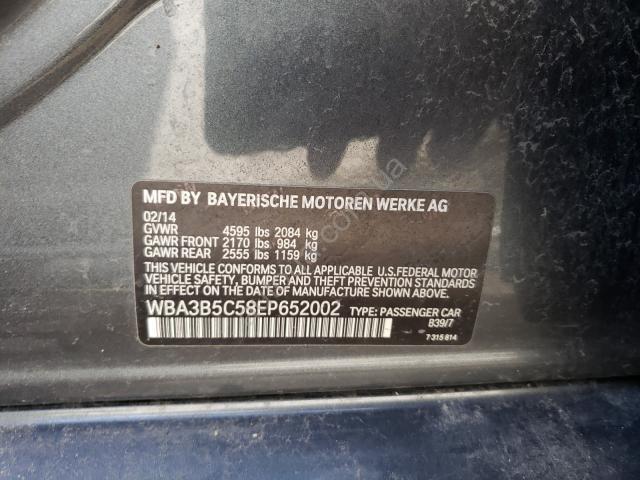 MFD BY BAYERISCHE MOTOREN WERKE AG
02/14
GVWR 4595 lbs 2084 kg
GAWR FRONT 2170 lbs 984 kg
GAWR REAR 2555 lbs 1159 kg
THIS VEHICLE CONFORMS TO ALL APPLICABLE U.S.FEDERAL MOTOR
VEHICLE SAFETY, BUMPER, AND THEFT PREVENTION STANDARDS
IN EFFECT ON THE DATE OF MANUFACTURE SHOWN ABOVE.
WBA3B5C58EP652002 TYPE: PASSENGER CAR
B39/7
7 315 814